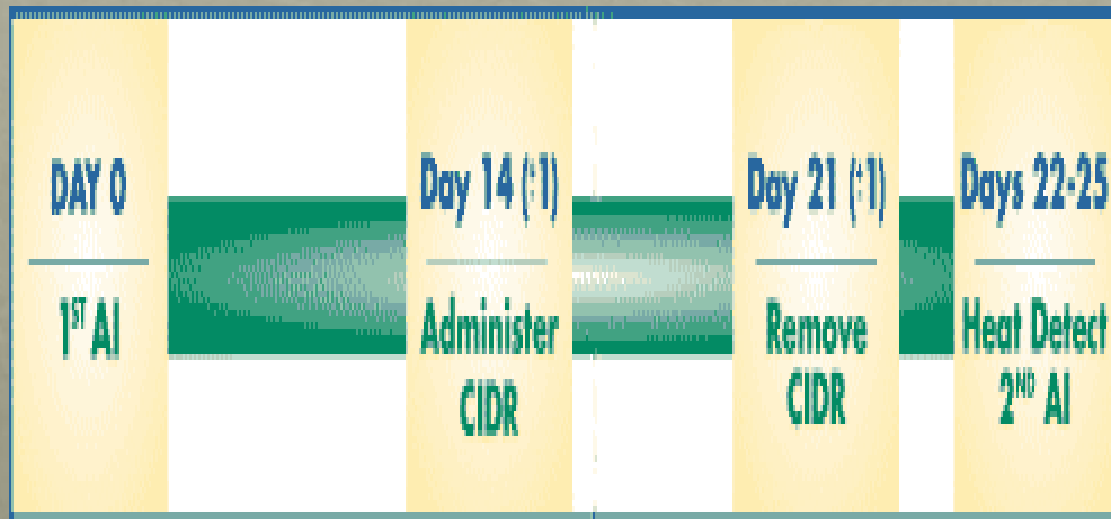 DAY 0
1ST AI
Day 14 (±1)
Administer
CIDR
Day 21 (±1)
Remove
CIDR
Days 22-25
Heat Detect
2ND AI